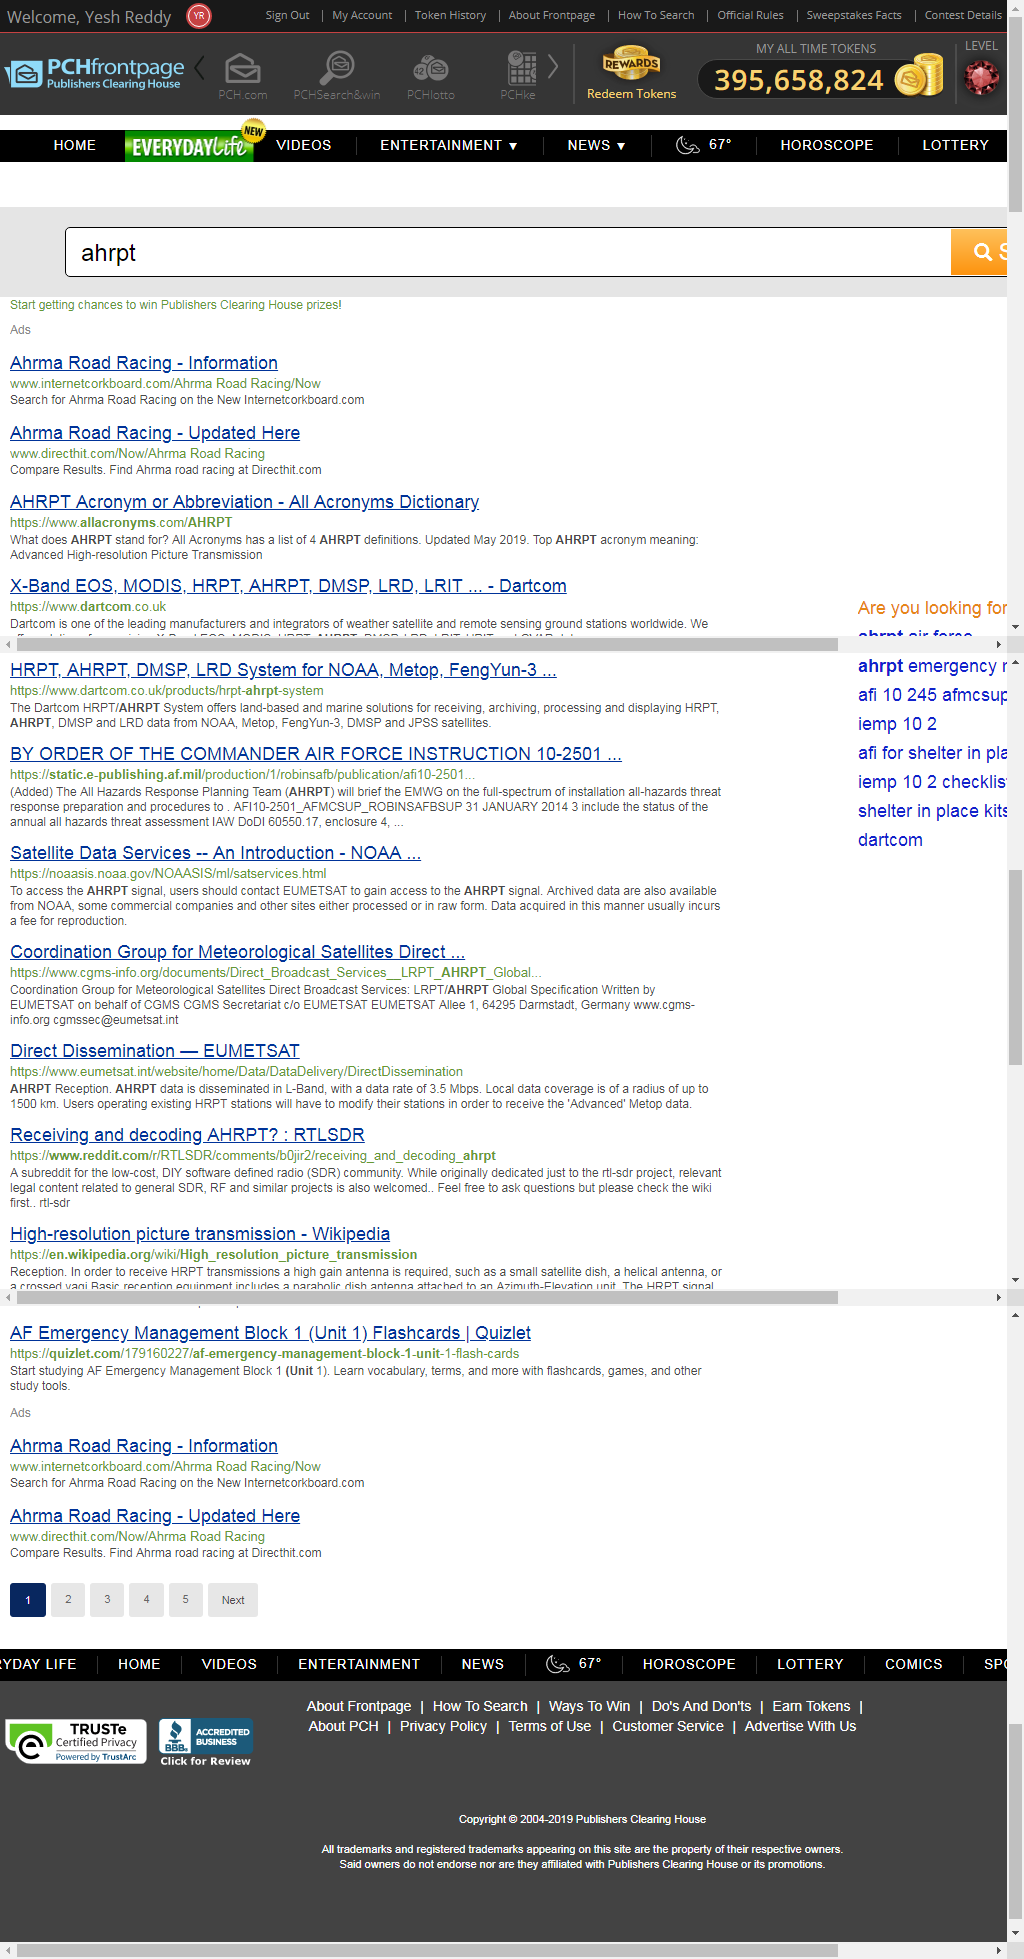 Welcome, Yesh Reddy YR Sign Out | My Account | Token History | About Frontpage | How To Search | Official Rules | Sweepstakes Facts | Contest Details
PCHfrontpage
Publishers Clearing House
PCH.com PCHSearch&win PCHlotto PCHke
REWARDS
Redeem Tokens
MY ALL TIME TOKENS
395,658,824
LEVEL
HOME EVERYDAY Life NEW VIDEOS ENTERTAINMENT ▼ NEWS ▼ 67° HOROSCOPE LOTTERY
ahrpt
S
Start getting chances to win Publishers Clearing House prizes!
Ads
Ahrma Road Racing - Information
www.internetcorkboard.com/Ahrma Road Racing/Now
Search for Ahrma Road Racing on the New Internetcorkboard.com
Ahrma Road Racing - Updated Here
www.directhit.com/Now/Ahrma Road Racing
Compare Results. Find Ahrma road racing at Directhit.com
AHRPT Acronym or Abbreviation - All Acronyms Dictionary
https://www.allacronyms.com/AHRPT
What does AHRPT stand for? All Acronyms has a list of 4 AHRPT definitions. Updated May 2019. Top AHRPT acronym meaning:
Advanced High-resolution Picture Transmission
X-Band EOS, MODIS, HRPT, AHRPT, DMSP, LRD, LRIT ... - Dartcom
https://www.dartcom.co.uk
Dartcom is one of the leading manufacturers and integrators of weather satellite and remote sensing ground stations worldwide. We
Are you looking for
ahrpt air force
HRPT, AHRPT, DMSP, LRD System for NOAA, Metop, FengYun-3 ...
https://www.dartcom.co.uk/products/hrpt-ahrpt-system
The Dartcom HRPT/AHRPT System offers land-based and marine solutions for receiving, archiving, processing and displaying HRPT,
AHRPT, DMSP and LRD data from NOAA, Metop, FengYun-3, DMSP and JPSS satellites.
BY ORDER OF THE COMMANDER AIR FORCE INSTRUCTION 10-2501 ...
https://static.e-publishing.af.mil/production/1/robinsafb/publication/afi10-2501...
(Added) The All Hazards Response Planning Team (AHRPT) will brief the EMWG on the full-spectrum of installation all-hazards threat
response preparation and procedures to . AFI10-2501_AFMCSUP_ROBINSAFBSUP 31 JANUARY 2014 3 include the status of the
annual all hazards threat assessment IAW DoDI 60550.17, enclosure 4, ...
ahrpt emergency r
afi 10 245 afmcsup
iemp 10 2
afi for shelter in pla
iemp 10 2 checklis
shelter in place kits
dartcom
Satellite Data Services -- An Introduction - NOAA ...
https://noaasis.noaa.gov/NOAASIS/ml/satservices.html
To access the AHRPT signal, users should contact EUMETSAT to gain access to the AHRPT signal. Archived data are also available
from NOAA, some commercial companies and other sites either processed or in raw form. Data acquired in this manner usually incurs
a fee for reproduction.
Coordination Group for Meteorological Satellites Direct ...
https://www.cgms-info.org/documents/Direct_Broadcast_Services__LRPT_AHRPT_Global...
Coordination Group for Meteorological Satellites Direct Broadcast Services: LRPT/AHRPT Global Specification Written by
EUMETSAT on behalf of CGMS CGMS Secretariat c/o EUMETSAT EUMETSAT Allee 1, 64295 Darmstadt, Germany www.cgms-
info.org cgmssec@eumetsat.int
Direct Dissemination — EUMETSAT
https://www.eumetsat.int/website/home/Data/DataDelivery/DirectDissemination
AHRPT Reception. AHRPT data is disseminated in L-Band, with a data rate of 3.5 Mbps. Local data coverage is of a radius of up to
1500 km. Users operating existing HRPT stations will have to modify their stations in order to receive the 'Advanced' Metop data.
Receiving and decoding AHRPT? : RTLSDR
https://www.reddit.com/r/RTLSDR/comments/b0jir2/receiving_and_decoding_ahrpt
A subreddit for the low-cost, DIY software defined radio (SDR) community. While originally dedicated just to the rtl-sdr project, relevant
legal content related to general SDR, RF and similar projects is also welcomed.. Feel free to ask questions but please check the wiki
first.. rtl-sdr
High-resolution picture transmission - Wikipedia
https://en.wikipedia.org/wiki/High_resolution_picture_transmission
Reception. In order to receive HRPT transmissions a high gain antenna is required, such as a small satellite dish, a helical antenna, or
a crossed yagi Basic reception equipment includes a parabolic dish antenna attached to an Azimuth-Elevation unit. The HRPT signal
AF Emergency Management Block 1 (Unit 1) Flashcards | Quizlet
https://quizlet.com/179160227/af-emergency-management-block-1-unit-1-flash-cards
Start studying AF Emergency Management Block 1 (Unit 1). Learn vocabulary, terms, and more with flashcards, games, and other
study tools.
Ads
Ahrma Road Racing - Information
www.internetcorkboard.com/Ahrma Road Racing/Now
Search for Ahrma Road Racing on the New Internetcorkboard.com
Ahrma Road Racing - Updated Here
www.directhit.com/Now/Ahrma Road Racing
Compare Results. Find Ahrma road racing at Directhit.com
1 2 3 4 5 Next
RYDAY LIFE HOME VIDEOS ENTERTAINMENT NEWS 67° HOROSCOPE LOTTERY COMICS SPO
About Frontpage | How To Search | Ways To Win | Do's And Don'ts | Earn Tokens |
About PCH | Privacy Policy | Terms of Use | Customer Service | Advertise With Us
TRUSTe
Certified Privacy
Powered by TrustArc
BBB.
ACCREDITED
BUSINESS
Click for Review
Copyright © 2004-2019 Publishers Clearing House
All trademarks and registered trademarks appearing on this site are the property of their respective owners.
Said owners do not endorse nor are they affiliated with Publishers Clearing House or its promotions.